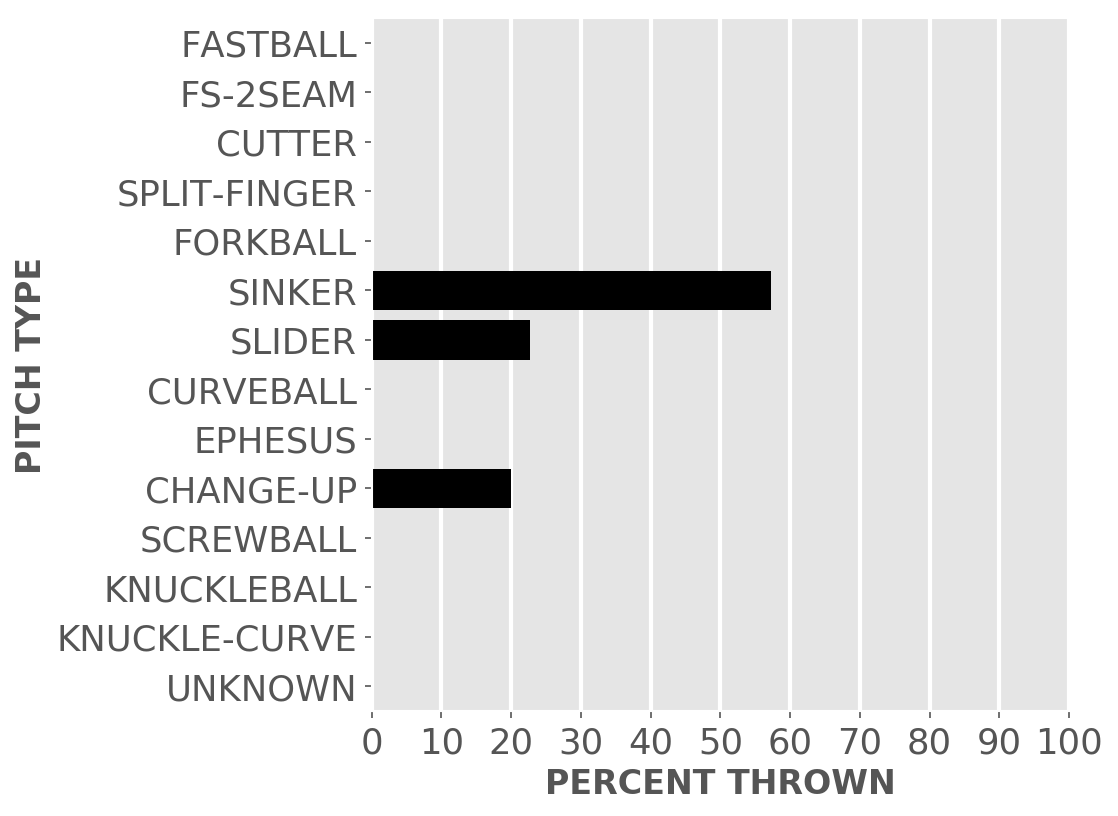 FASTBALL
FS-2SEAM
CUTTER
SPLIT-FINGER
FORKBALL
SINKER
SLIDER
CURVEBALL
EPHESUS
CHANGE-UP
SCREWBALL
KNUCKLEBALL
KNUCKLE-CURVE
UNKNOWN
PITCH TYPE
0 10 20 30 40 50 60 70 80 90 100
PERCENT THROWN